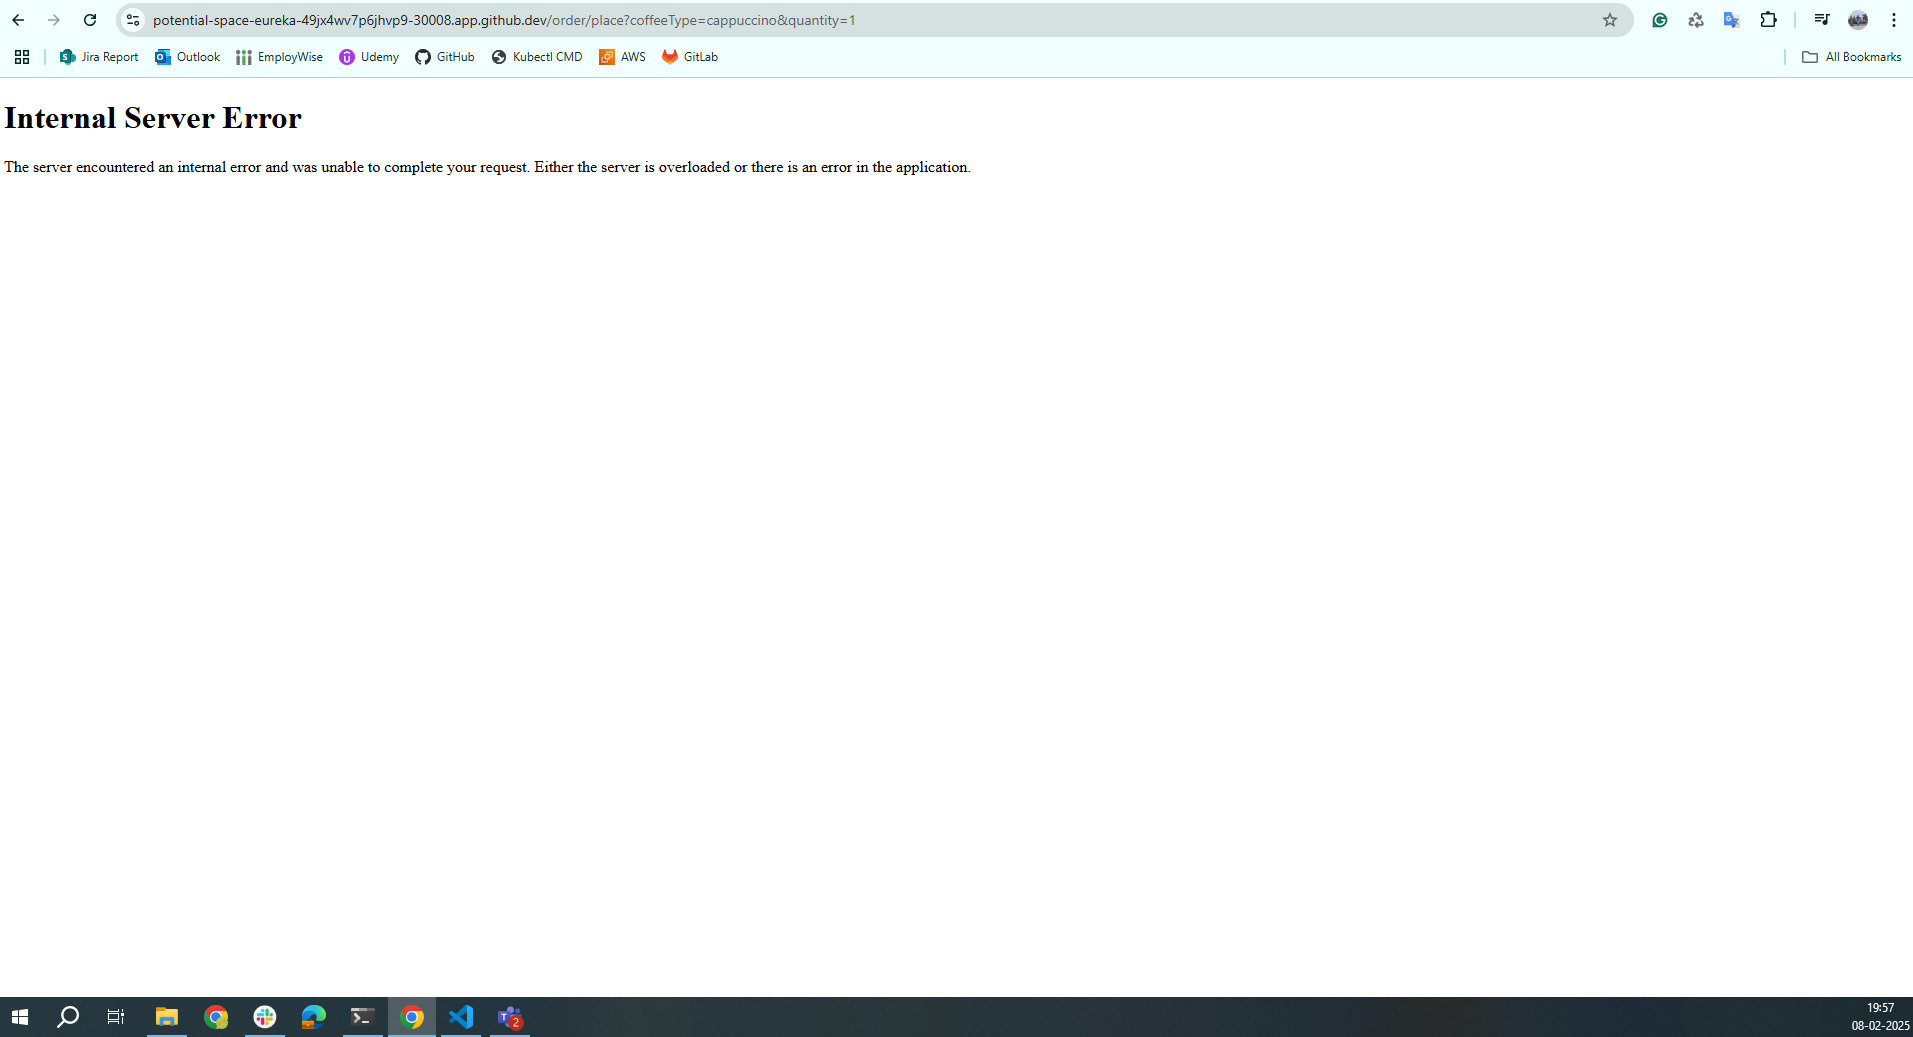 potential-space-eureka-49jx4wv7p6jhvp9-30008.app.github.dev/order/place?coffeeType=cappuccino&quantity=1
Jira Report Outlook EmployWise Udemy GitHub Kubectl CMD AWS GitLab All Bookmarks
Internal Server Error
The server encountered an internal error and was unable to complete your request. Either the server is overloaded or there is an error in the application.
2
19:57
08-02-2025